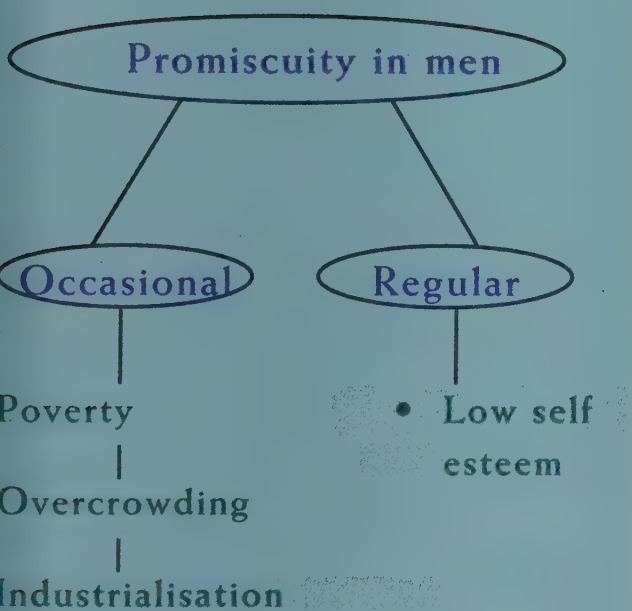 Promiscuity in men
Occasional
Regular
Poverty
Overcrowding
Industrialisation
• Low self
esteem